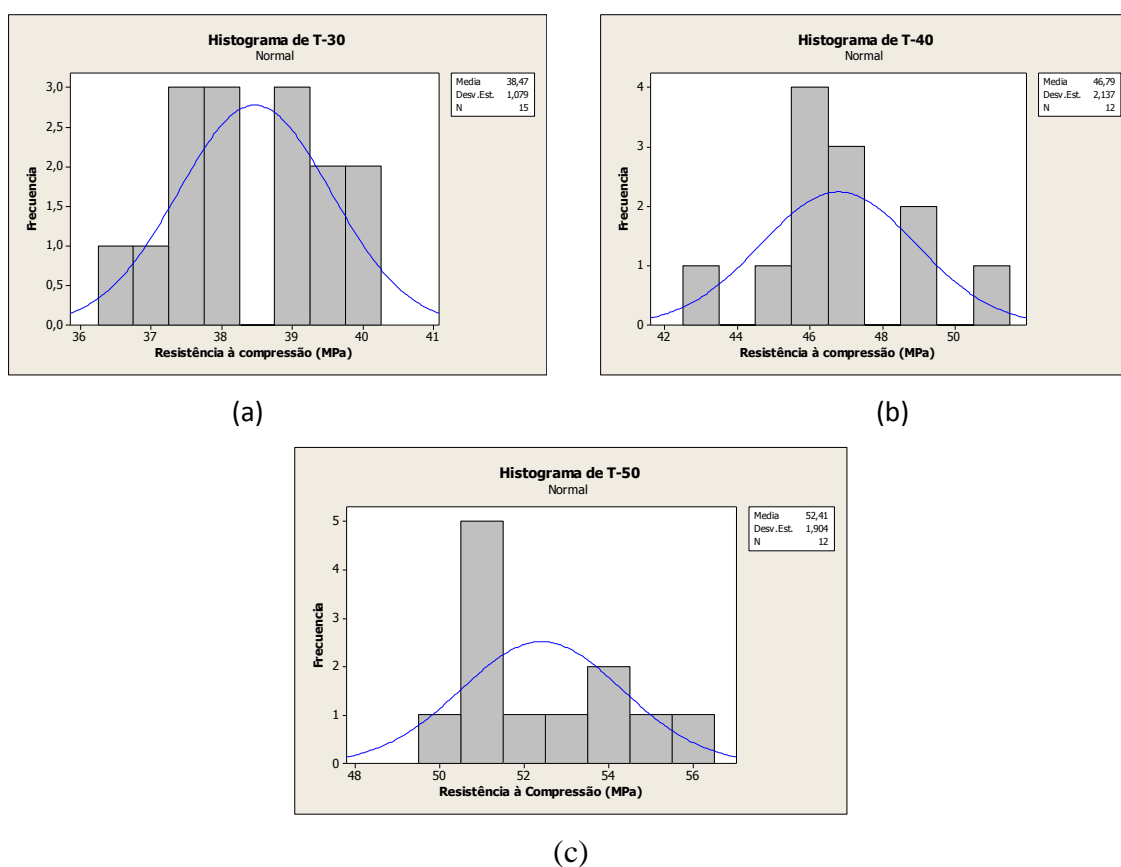 Histograma de T-30
Normal
Media 38,47
Desv.Est. 1,079
N 15
3,0
2,5
2,0
1,5
1,0
0,5
0,0
Frecuencia
36 37 38 39 40 41
Resistência à compressão (MPa)
(a)
Histograma de T-40
Normal
Media 46,79
Desv.Est. 2,137
N 12
4
3
2
1
0
Frecuencia
42 44 46 48 50
Resistência à compressão (MPa)
(b)
Histograma de T-50
Normal
Media 52,41
Desv.Est. 1,904
N 12
5
4
3
2
1
0
Frecuencia
48 50 52 54 56
Resistência à Compressão (MPa)
(c)